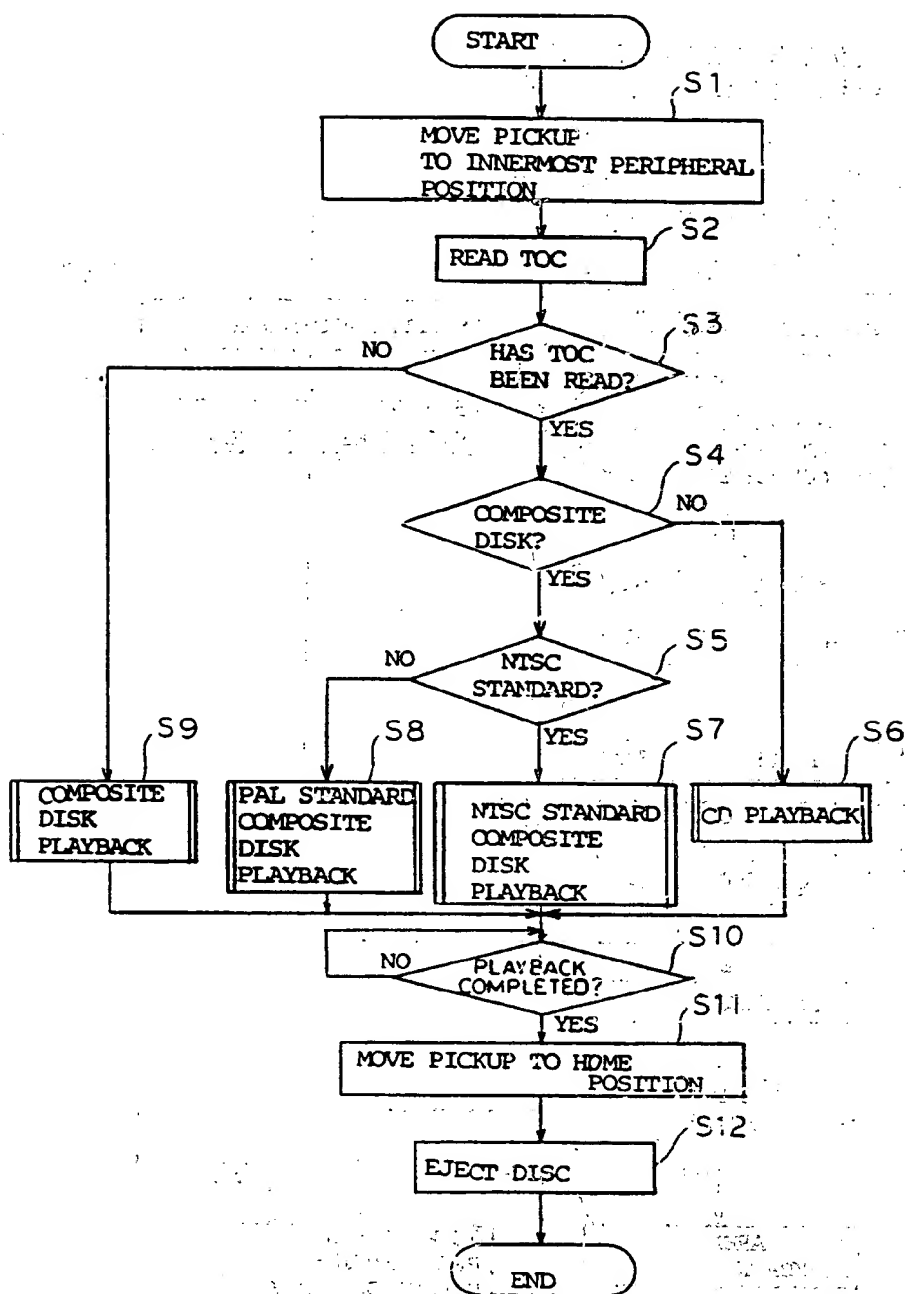 START
S1
MOVE PICKUP
TO INNERMOST PERIPHERAL
POSITION
S2
READ TOC
S3
NO
HAS TOC
BEEN READ?
YES
S4
NO
COMPOSITE
DISK?
YES
S5
NO
NTSC
STANDARD?
YES
S9
COMPOSITE
DISK
PLAYBACK
S8
PAL STANDARD
COMPOSITE
DISK
PLAYBACK
S7
NTSC STANDARD
COMPOSITE
DISK
PLAYBACK
S6
CD PLAYBACK
S10
NO
PLAYBACK
COMPLETED?
YES
S11
MOVE PICKUP TO HOME
POSITION
S12
EJECT DISC
END